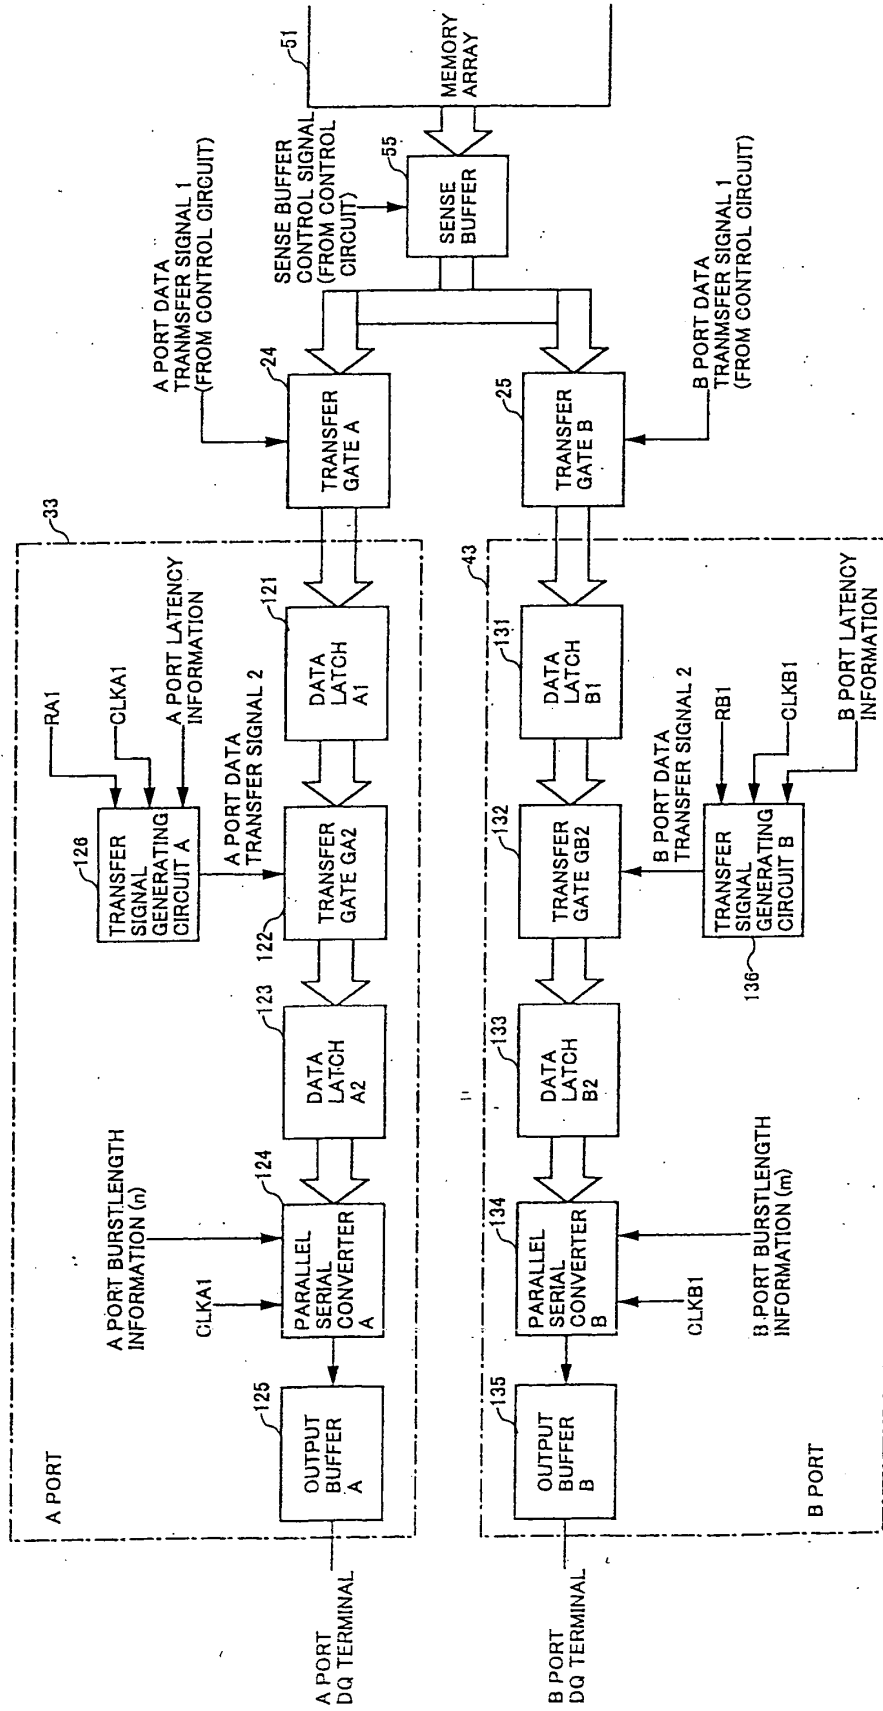 A PORT
DQ TERMINAL
B PORT
DQ TERMINAL
A PORT
33
OUTPUT
BUFFER
A
125
CLKA1
A PORT BURSTLENGTH
INFORMATION (n)
PARALLEL
SERIAL
CONVERTER
A
124
DATA
LATCH
A2
123
TRANSFER
GATE GA2
122
DATA
LATCH
A1
121
A PORT DATA
TRANSFER SIGNAL 2
TRANSFER
SIGNAL
GENERATING
CIRCUIT A
126
RA1
CLKA1
A PORT LATENCY
INFORMATION
TRANSFER
GATE A
24
A PORT DATA
TRANMSFER SIGNAL 1
(FROM CONTROL CIRCUIT)
SENSE BUFFER
CONTROL SIGNAL
(FROM CONTROL
CIRCUIT)
SENSE
BUFFER
55
MEMORY
ARRAY
51
B PORT
43
OUTPUT
BUFFER
B
135
CLKB1
B PORT BURSTLENGTH
INFORMATION (m)
PARALLEL
SERIAL
CONVERTER
B
134
DATA
LATCH
B2
133
TRANSFER
GATE GB2
132
DATA
LATCH
B1
131
B PORT DATA
TRANSFER SIGNAL 2
TRANSFER
SIGNAL
GENERATING
CIRCUIT B
136
RB1
CLKB1
B PORT LATENCY
INFORMATION
TRANSFER
GATE B
25
B PORT DATA
TRANMSFER SIGNAL 1
(FROM CONTROL CIRCUIT)